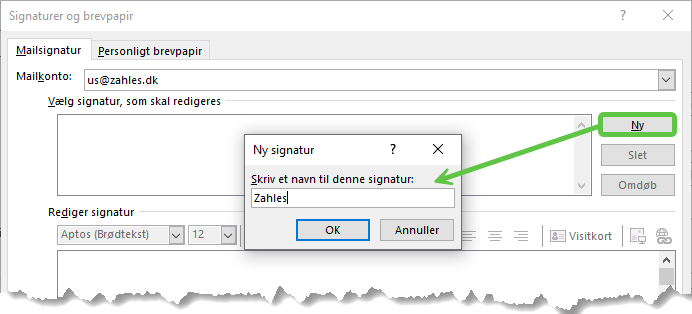 Signaturer og brevpapir
Mailsignatur Personligt brevpapir
Mailkonto: us@zahles.dk
Vælg signatur, som skal redigeres
Ny
Slet
Omdøb
Ny signatur
Skriv et navn til denne signatur:
Zahles
OK Annuller
Rediger signatur
Aptos (Brødtekst) 12 Visitkort